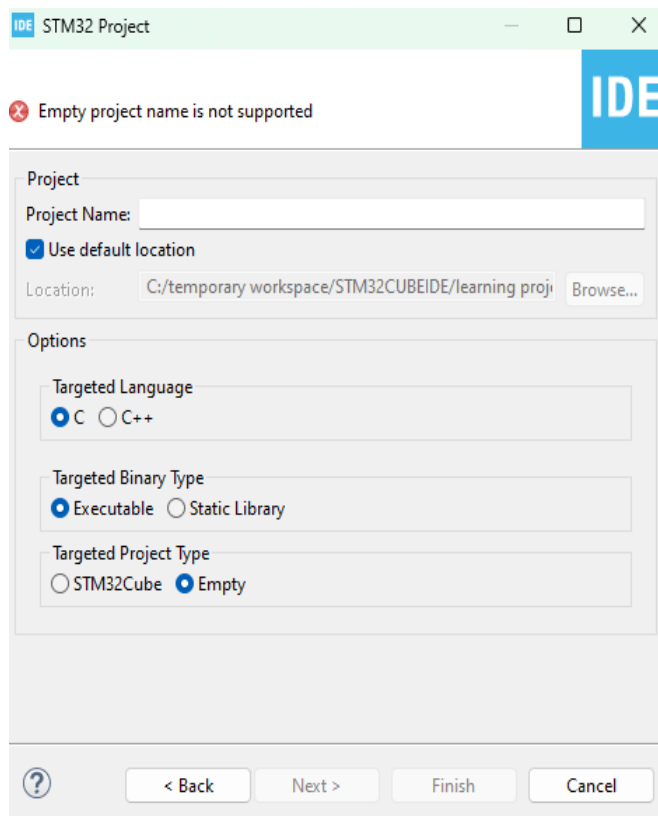 IDE STM32 Project
Empty project name is not supported
IDE
Project
Project Name:
Use default location
Location: C:/temporary workspace/STM32CUBEIDE/learning proj Browse...
Options
Targeted Language
C C++
Targeted Binary Type
Executable Static Library
Targeted Project Type
STM32Cube Empty
? < Back Next > Finish Cancel